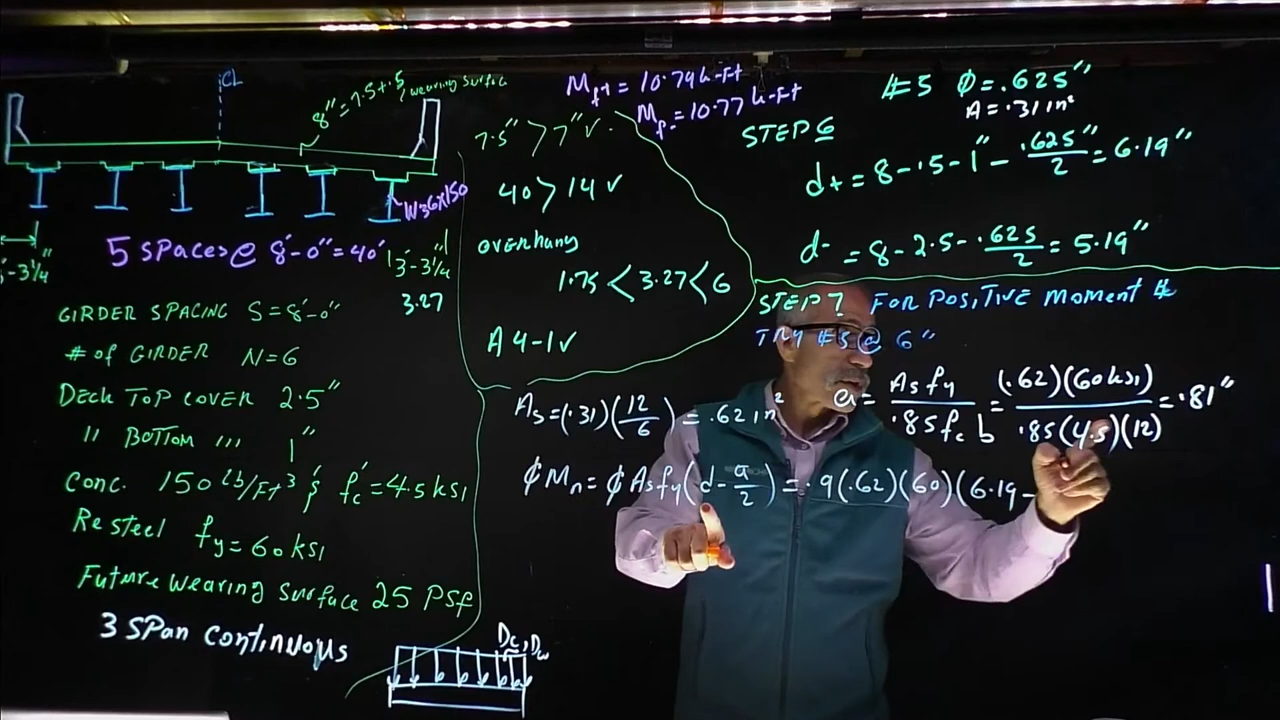 CL
8" = 7.5 + .5
wearing surface
W36x150
5 spaces @ 8'-0" = 40'
3'-3 1/4"
'-3 1/4"
3.27
GIRDER SPACING S = 8'-0"
# of GIRDER N = 6
Deck Top cover 2.5"
" BOTTOM "" 1"
Conc. 150 lb/Ft³ & f'c = 4.5 ksi
Re steel fy = 60 ksi
Future wearing surface 25 PSF
3 Span continuous
Dc, Dw
Mf+ = 10.79 k-Ft
Mf- = 10.77 k-Ft
7.5" > 7" ✓
40 > 14 ✓
overhang
1.75 < 3.27 < 6
A4-1 ✓
STEP 6
#5 Φ = .625"
A = .31 in²
d+ = 8 - .5 - 1" - .625"/2 = 6.19"
d- = 8 - 2.5 - .625/2 = 5.19"
STEP 7 FOR POSITIVE Moment
TRY #5 @ 6"
As = (.31)(12/6) = .62 in²
a = As fy / .85 fc b = (.62)(60 ksi) / .85(4.5)(12) = .81"
ϕMn = ϕ As fy (d - a/2) = .9(.62)(60)(6.19 -